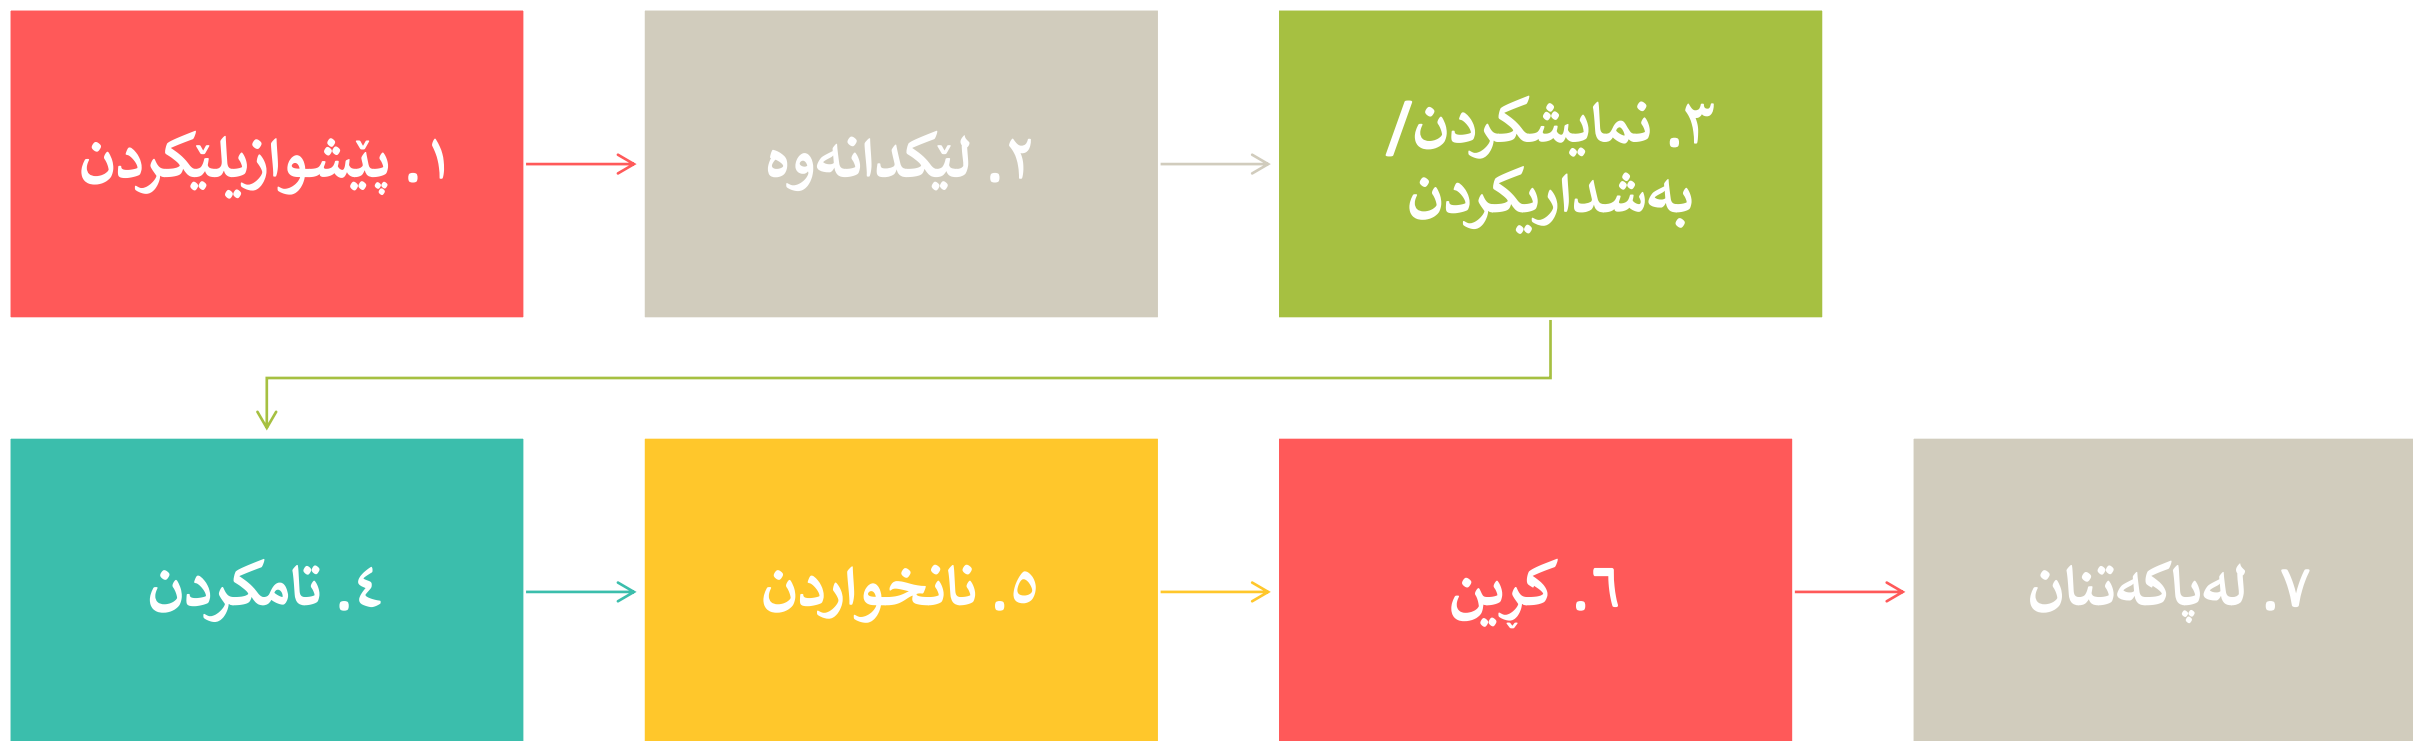 ١. پێشوازیلێکردن
٢. لێکدانەوە
٣. نمایشکردن/
بەشداریکردن
٤. تامکردن
٥. نانخواردن
٦. کڕین
٧. لەپاکەتنان